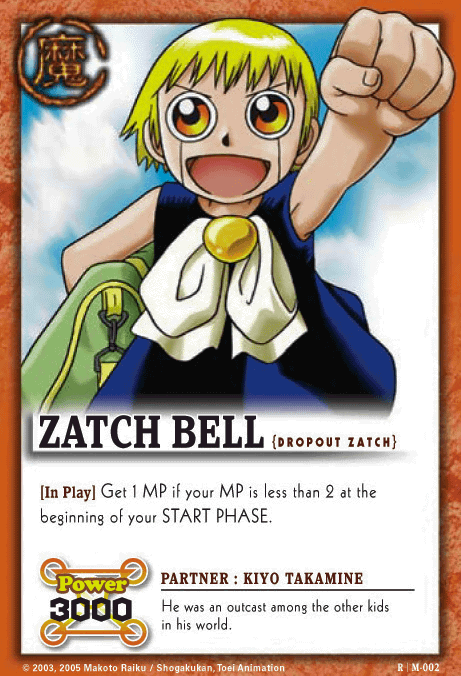 魔
ZATCH BELL {DROPOUT ZATCH}
[In Play] Get 1 MP if your MP is less than 2 at the
beginning of your START PHASE.
Power
3000
PARTNER : KIYO TAKAMINE
He was an outcast among the other kids
in his world.
© 2003, 2005 Makoto Raiku / Shogakukan, Toei Animation
R | M-002